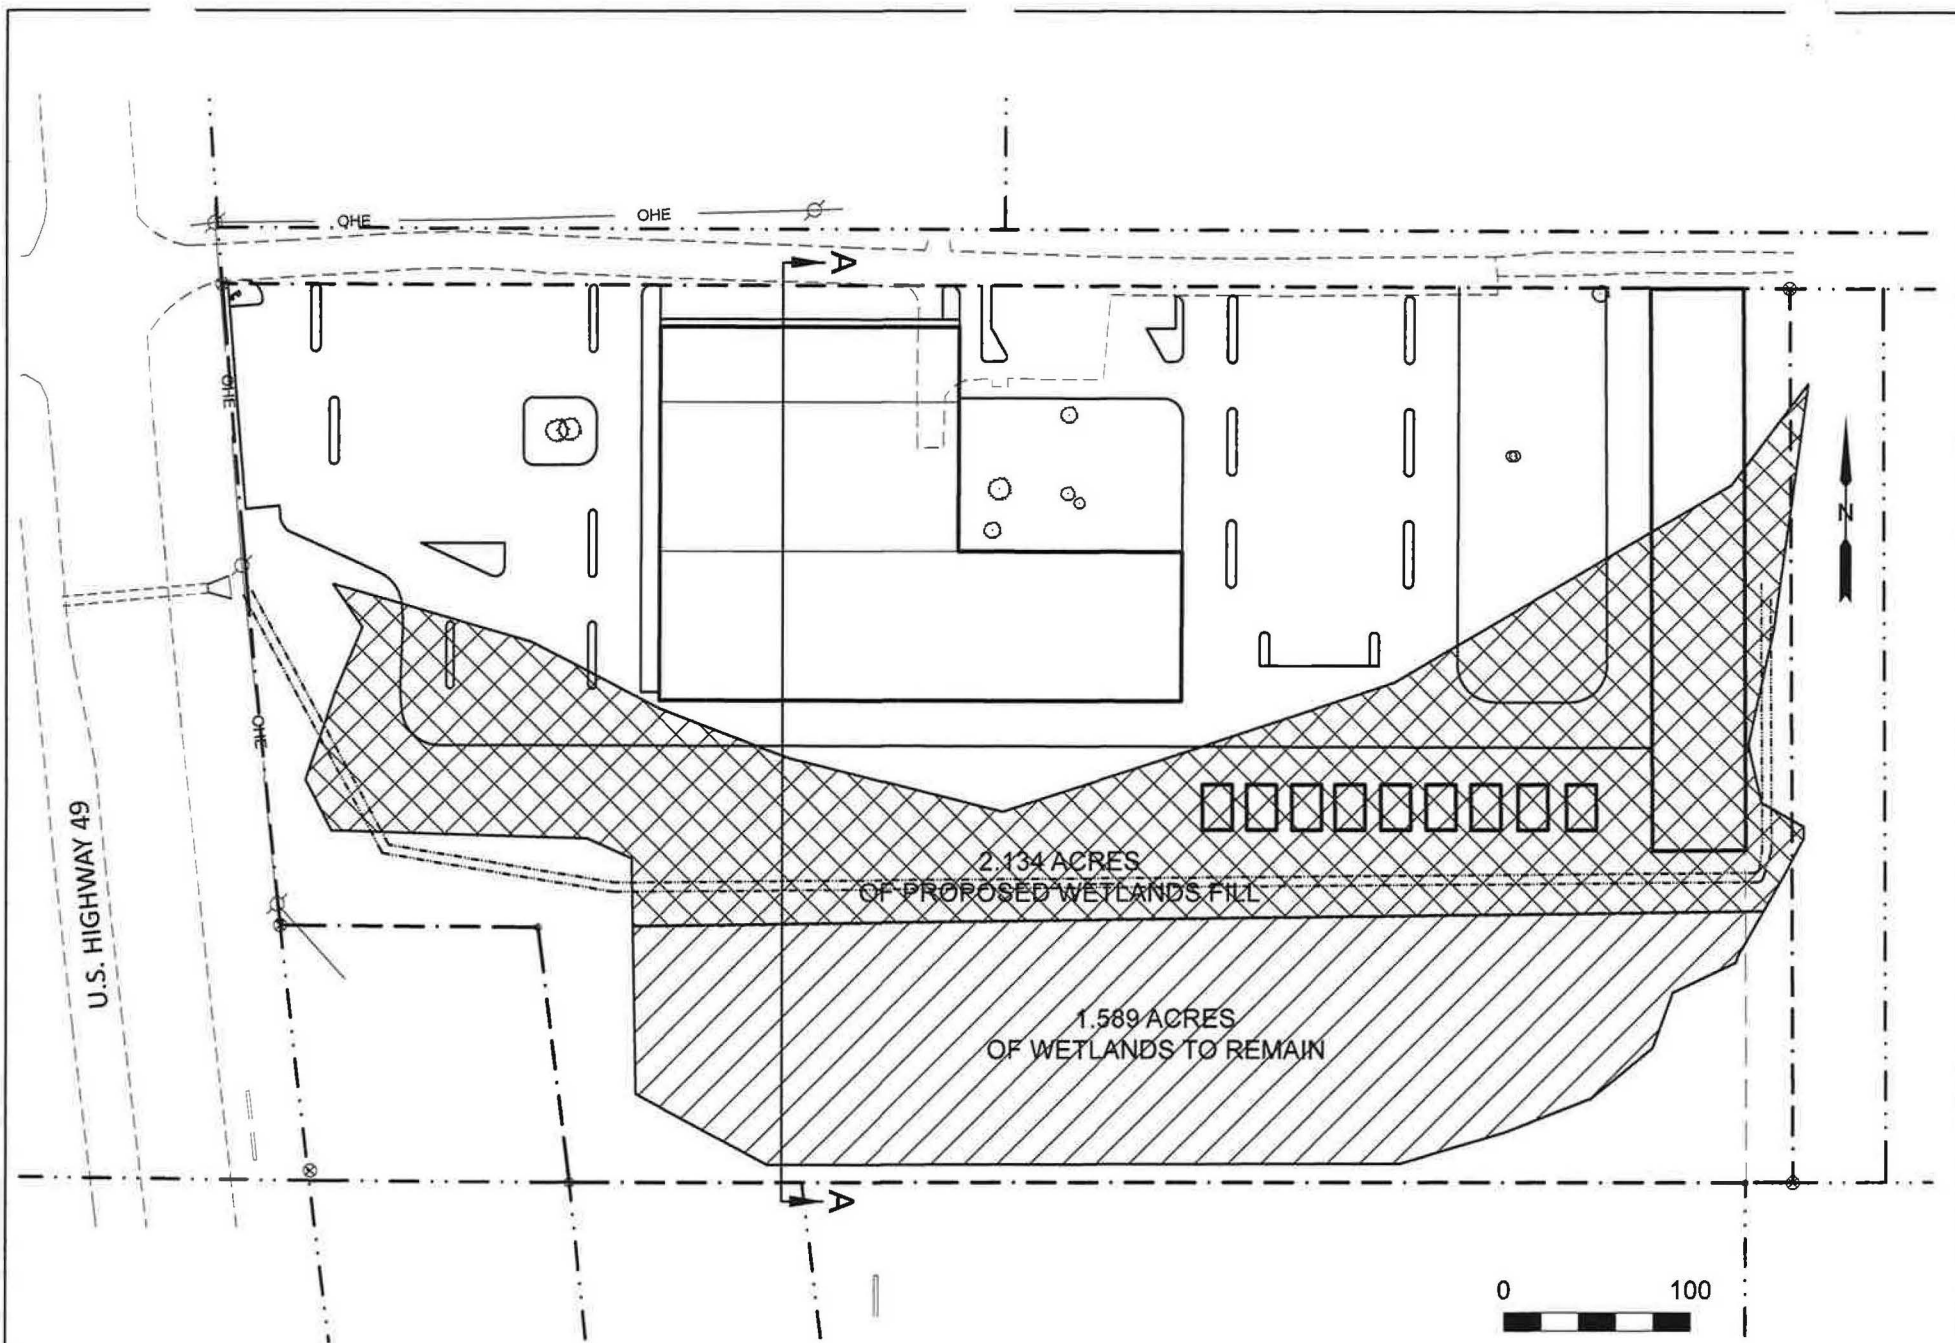 OHE
OHE
A
OHE
N
OHE
U.S. HIGHWAY 49
2.134 ACRES
OF PROPOSED WETLANDS FILL
1.589 ACRES
OF WETLANDS TO REMAIN
A
0 100